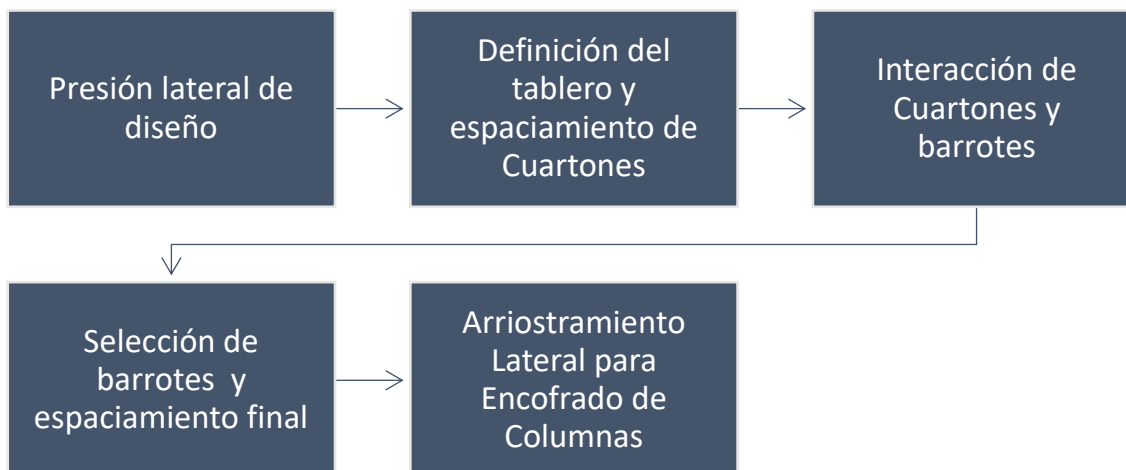 Presión lateral de
diseño
Definición del
tablero y
espaciamiento de
Cuartones
Interacción de
Cuartones y
barrotes
Selección de
barrotes y
espaciamiento final
Arriostramiento
Lateral para
Encofrado de
Columnas